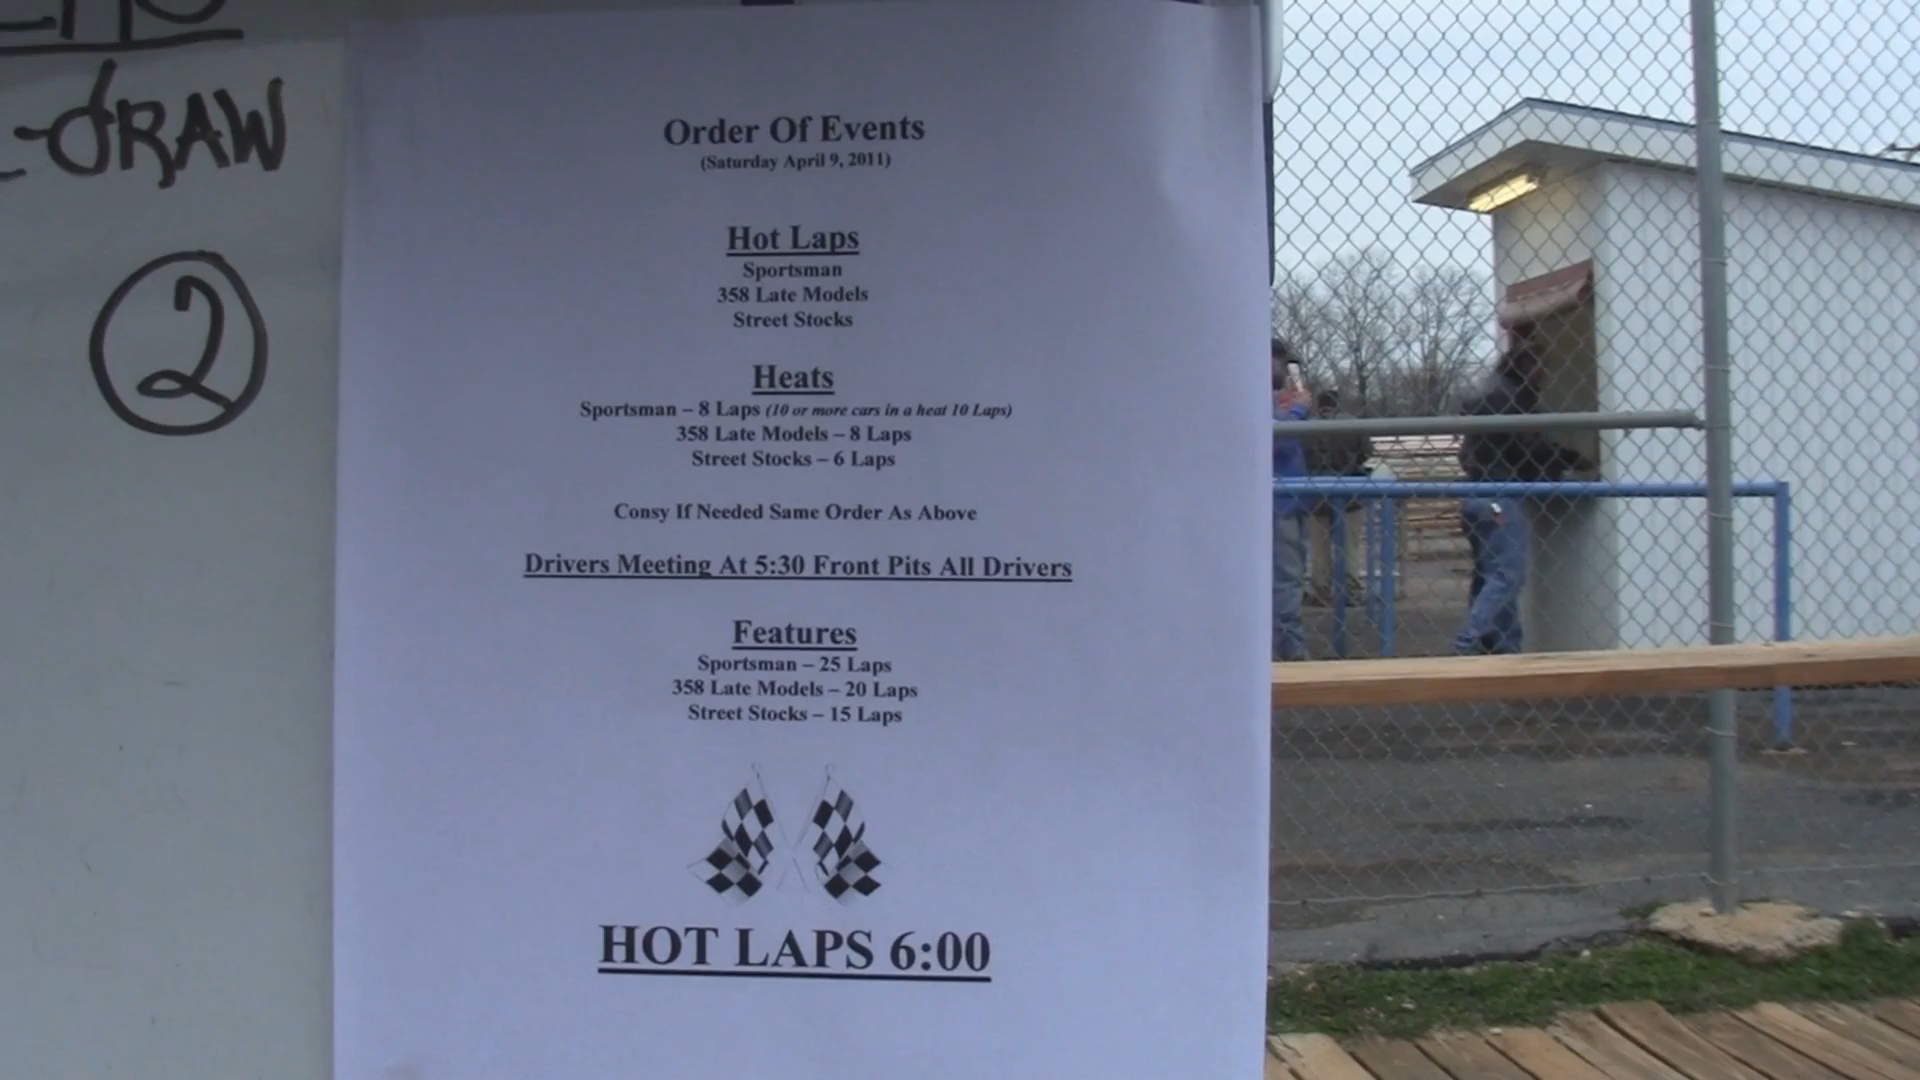 -DRAW
2
Order Of Events
(Saturday April 9, 2011)
Hot Laps
Sportsman
358 Late Models
Street Stocks
Heats
Sportsman – 8 Laps (10 or more cars in a heat 10 Laps)
358 Late Models – 8 Laps
Street Stocks – 6 Laps
Consy If Needed Same Order As Above
Drivers Meeting At 5:30 Front Pits All Drivers
Features
Sportsman – 25 Laps
358 Late Models – 20 Laps
Street Stocks – 15 Laps
HOT LAPS 6:00